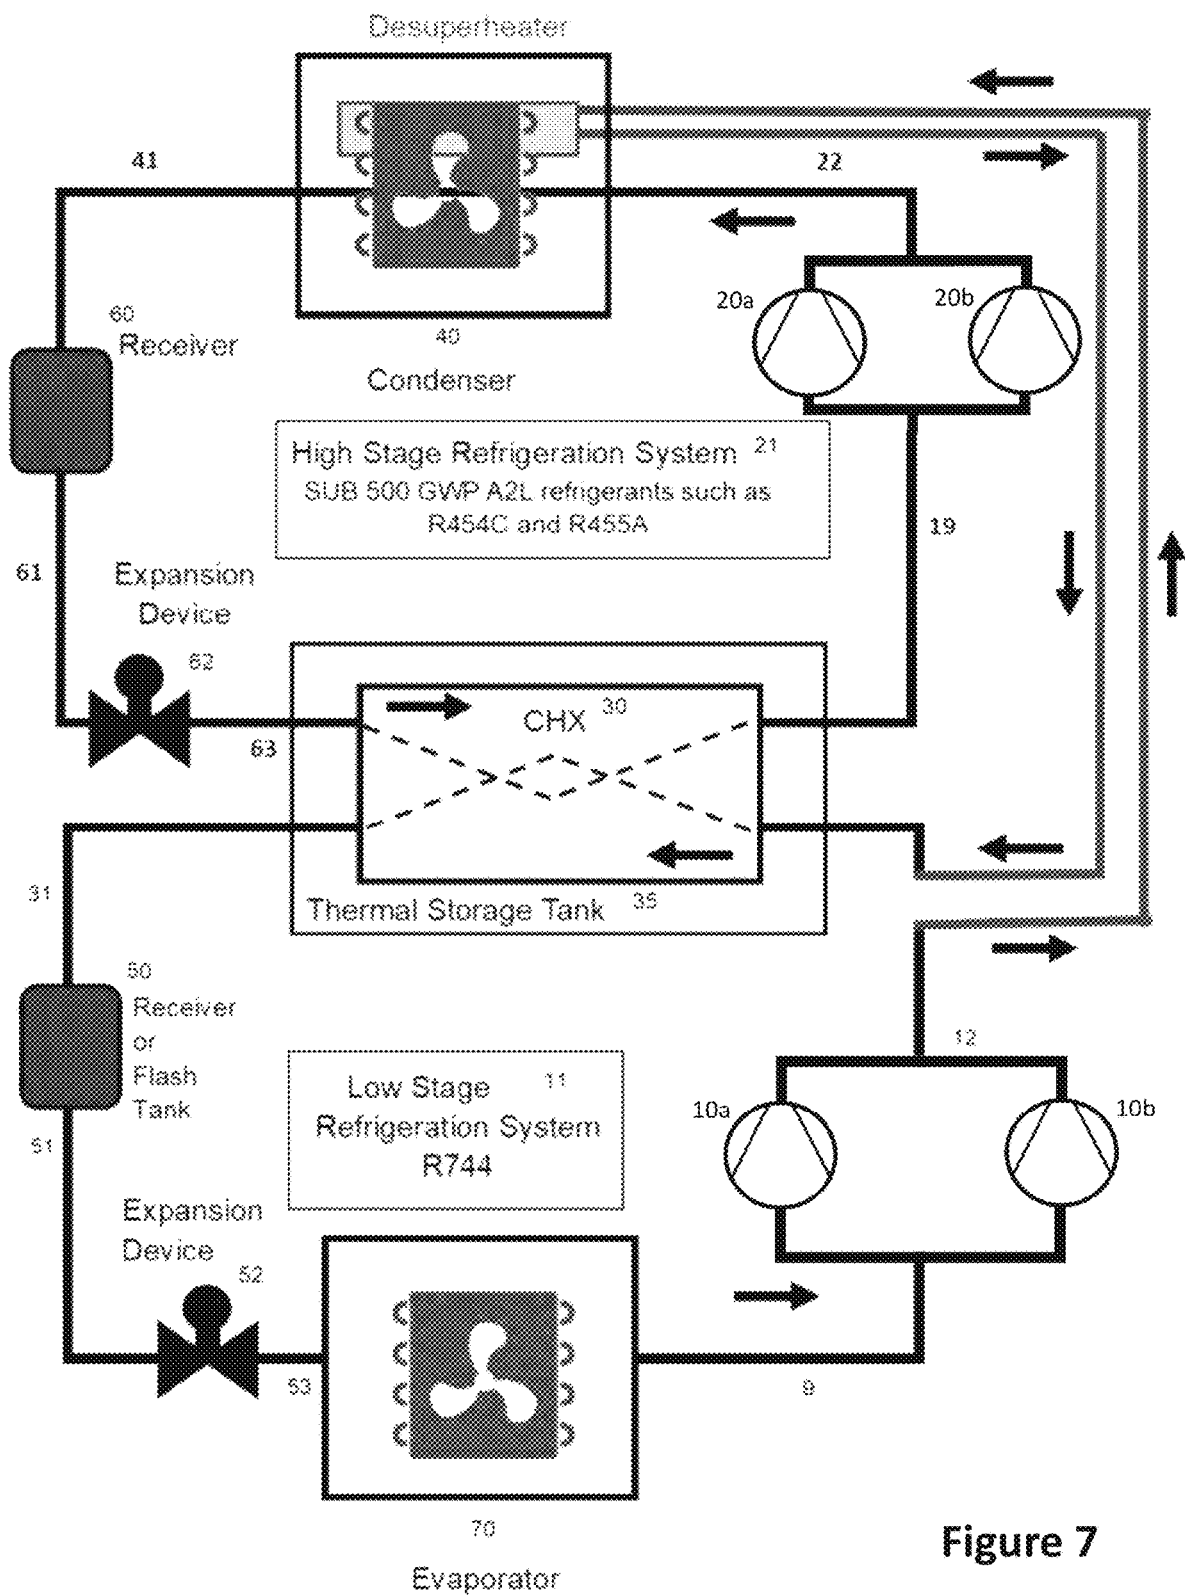 Desuperheater
41
22
20a
20b
60
Receiver
40
Condenser
High Stage Refrigeration System 21
SUB 500 GWP A2L refrigerants such as
R454C and R455A
19
61
Expansion
Device
62
63
CHX 30
31
Thermal Storage Tank 35
50
Receiver
or
Flash
Tank
12
Low Stage 11
Refrigeration System
R744
10a
10b
51
Expansion
Device
52
53
9
70
Evaporator
Figure 7